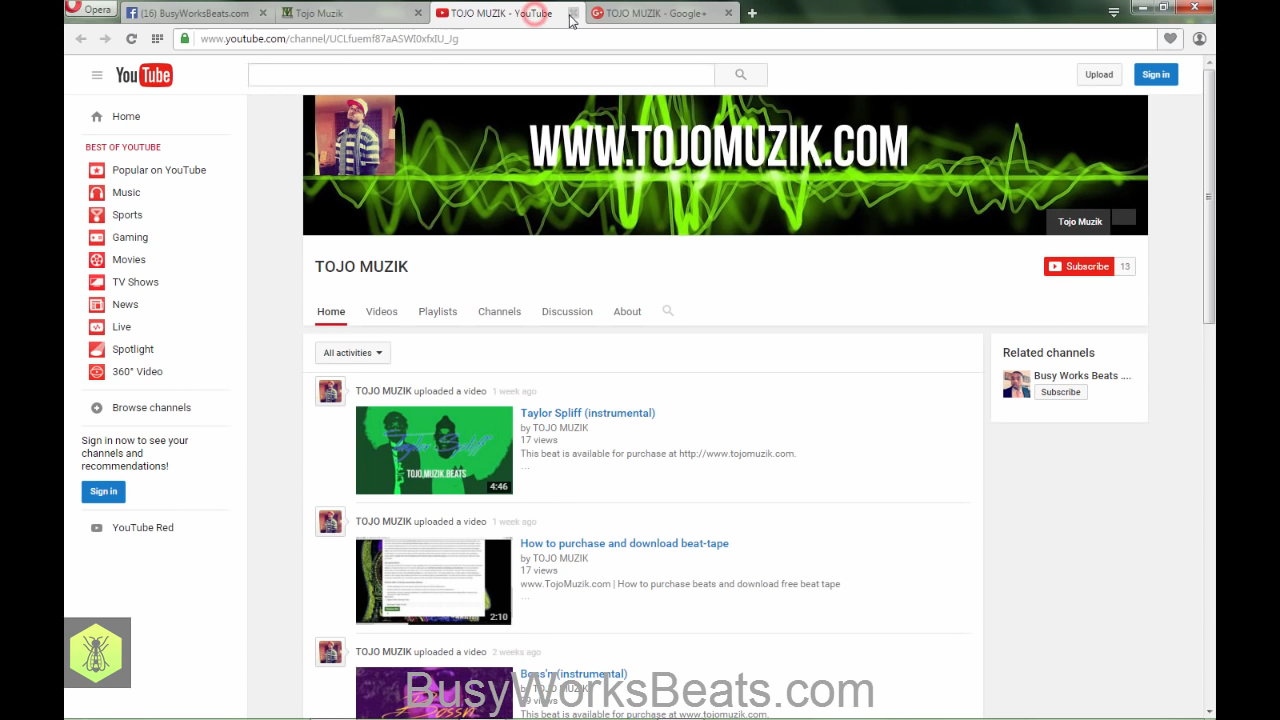 Opera
(16) BusyWorksBeats.com
Tojo Muzik
TOJO MUZIK - YouTube
TOJO MUZIK - Google+
www.youtube.com/channel/UCLfuemf87aASWI0xfxIU_Jg
YouTube
Upload
Sign in
Home
BEST OF YOUTUBE
Popular on YouTube
Music
Sports
Gaming
Movies
TV Shows
News
Live
Spotlight
360° Video
Browse channels
Sign in now to see your
channels and
recommendations!
Sign in
YouTube Red
WWW.TOJOMUZIK.COM
Tojo Muzik
TOJO MUZIK
Subscribe 13
Home Videos Playlists Channels Discussion About
All activities
TOJO MUZIK uploaded a video 1 week ago
Taylor Spliff
TOJO.MUZIK.BEATS
4:46
Taylor Spliff (instrumental)
by TOJO MUZIK
17 views
This beat is available for purchase at http://www.tojomuzik.com.
...
TOJO MUZIK uploaded a video 1 week ago
2:10
How to purchase and download beat-tape
by TOJO MUZIK
17 views
www.TojoMuzik.com | How to purchase beats and download free beat tape
...
TOJO MUZIK uploaded a video 2 weeks ago
Boss'n (instrumental)
by TOJO MUZIK
views
This beat is available for purchase at http://www.tojomuzik.com.
Related channels
Busy Works Beats ....
Subscribe
BusyWorksBeats.com